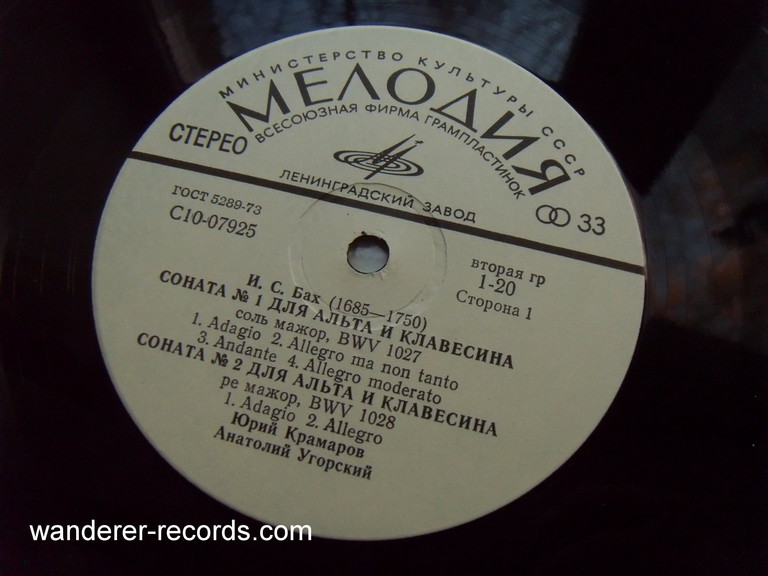 МИНИСТЕРСТВО КУЛЬТУРЫ СССР
МЕЛОДИЯ
ВСЕСОЮЗНАЯ ФИРМА ГРАМПЛАСТИНОК
СТЕРЕО
ЛЕНИНГРАДСКИЙ ЗАВОД
33
ГОСТ 5289-73
С10-07925
вторая гр
1-20
Сторона 1
И. С. Бах (1685—1750)
СОНАТА № 1 ДЛЯ АЛЬТА И КЛАВЕСИНА
соль мажор, BWV 1027
1. Adagio 2. Allegro ma non tanto
3. Andante 4. Allegro moderato
СОНАТА № 2 ДЛЯ АЛЬТА И КЛАВЕСИНА
ре мажор, BWV 1028
1. Adagio 2. Allegro
Юрий Крамаров
Анатолий Угорский
wanderer-records.com